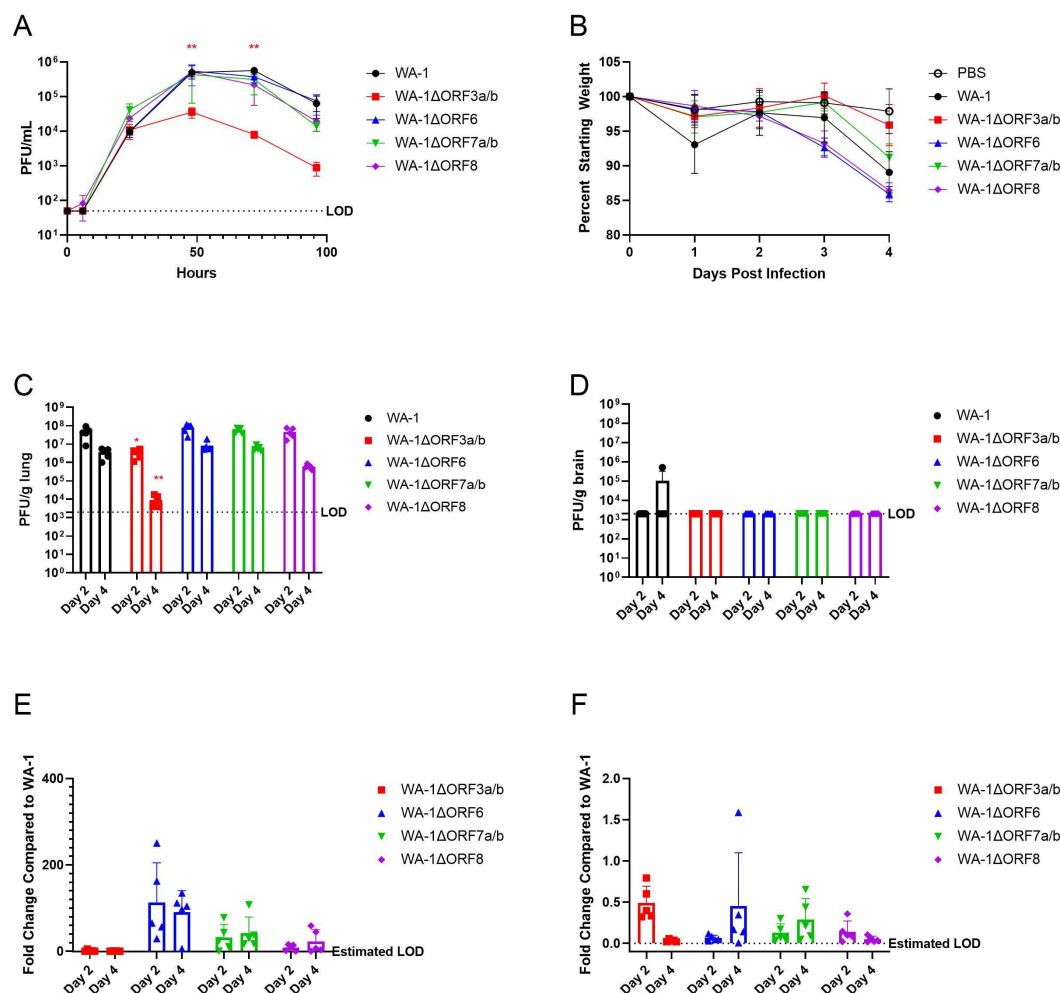 A
PFU/mL
10⁶
10⁵
10⁴
10³
10²
10¹
** **
LOD
0 50 100
Hours
WA-1
WA-1ΔORF3a/b
WA-1ΔORF6
WA-1ΔORF7a/b
WA-1ΔORF8
B
Percent Starting Weight
105
100
95
90
85
80
0 1 2 3 4
Days Post Infection
PBS
WA-1
WA-1ΔORF3a/b
WA-1ΔORF6
WA-1ΔORF7a/b
WA-1ΔORF8
C
PFU/g lung
10⁹
10⁸
10⁷
10⁶
10⁵
10⁴
10³
10²
10¹
10⁰
*
**
LOD
Day 2 Day 4 Day 2 Day 4 Day 2 Day 4 Day 2 Day 4 Day 2 Day 4
WA-1
WA-1ΔORF3a/b
WA-1ΔORF6
WA-1ΔORF7a/b
WA-1ΔORF8
D
PFU/g brain
10⁹
10⁸
10⁷
10⁶
10⁵
10⁴
10³
10²
10¹
10⁰
LOD
Day 2 Day 4 Day 2 Day 4 Day 2 Day 4 Day 2 Day 4 Day 2 Day 4
WA-1
WA-1ΔORF3a/b
WA-1ΔORF6
WA-1ΔORF7a/b
WA-1ΔORF8
E
Fold Change Compared to WA-1
400
200
0
Estimated LOD
Day 2 Day 4 Day 2 Day 4 Day 2 Day 4 Day 2 Day 4
WA-1ΔORF3a/b
WA-1ΔORF6
WA-1ΔORF7a/b
WA-1ΔORF8
F
Fold Change Compared to WA-1
2.0
1.5
1.0
0.5
0.0
Estimated LOD
Day 2 Day 4 Day 2 Day 4 Day 2 Day 4 Day 2 Day 4
WA-1ΔORF3a/b
WA-1ΔORF6
WA-1ΔORF7a/b
WA-1ΔORF8